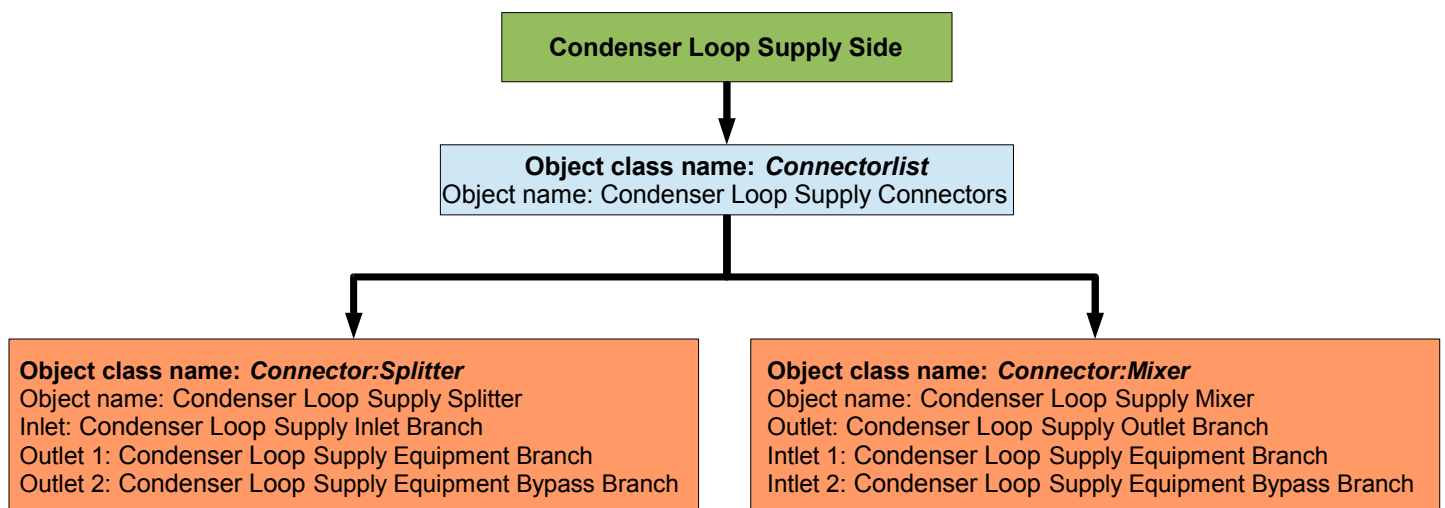 Condenser Loop Supply Side
Object class name: Connectorlist
Object name: Condenser Loop Supply Connectors
Object class name: Connector:Splitter
Object name: Condenser Loop Supply Splitter
Inlet: Condenser Loop Supply Inlet Branch
Outlet 1: Condenser Loop Supply Equipment Branch
Outlet 2: Condenser Loop Supply Equipment Bypass Branch
Object class name: Connector:Mixer
Object name: Condenser Loop Supply Mixer
Outlet: Condenser Loop Supply Outlet Branch
Intlet 1: Condenser Loop Supply Equipment Branch
Intlet 2: Condenser Loop Supply Equipment Bypass Branch